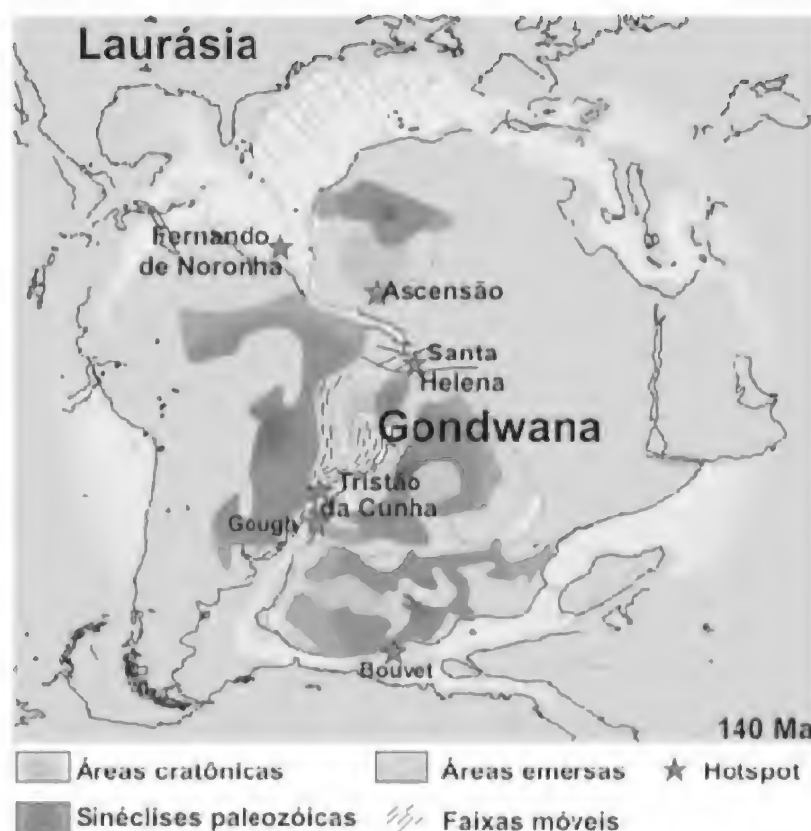 Laurásia
Fernando
de Noronha
Ascensão
Santa
Helena
Gondwana
Tristão
da Cunha
Gough
Bouvet
140 Ma
Áreas cratônicas
Áreas emersas
Hotspot
Sinéclises paleozóicas
Faixas móveis